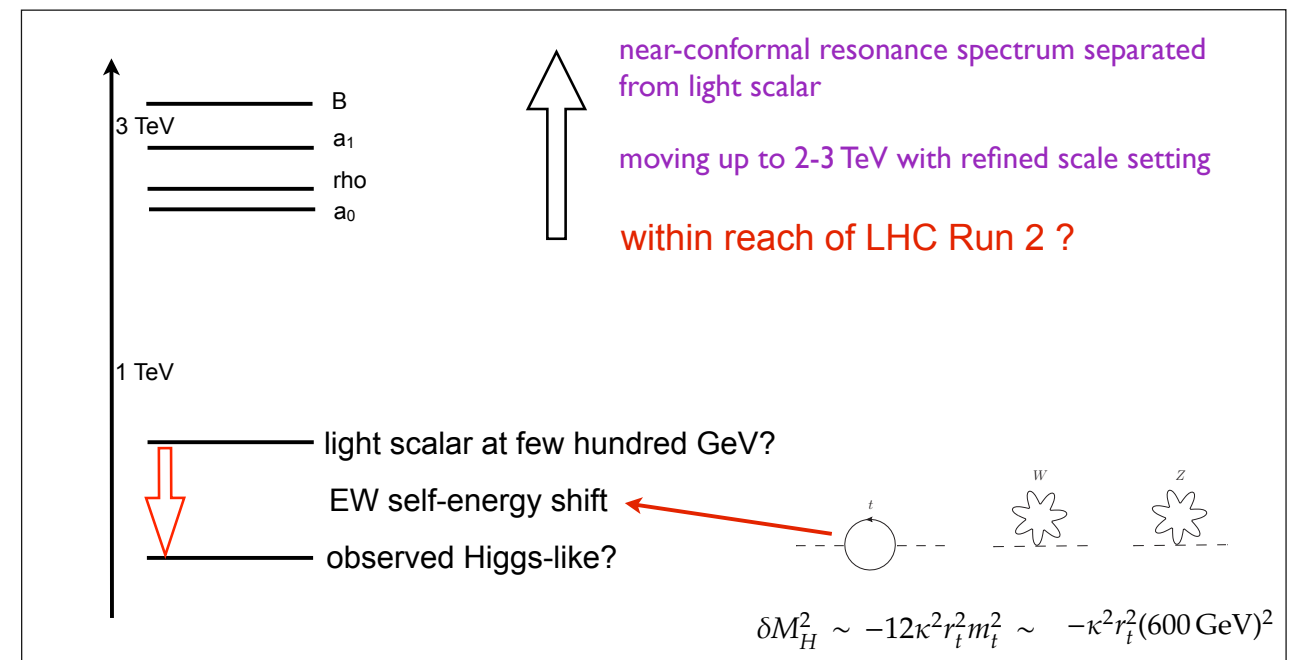 near-conformal resonance spectrum separated
from light scalar
B
3 TeV
a₁
moving up to 2-3 TeV with refined scale setting
rho
a₀
within reach of LHC Run 2 ?
1 TeV
light scalar at few hundred GeV?
EW self-energy shift
t
W
Z
observed Higgs-like?
δM_H^2 ∼ −12κ^2r_t^2m_t^2 ∼ −κ^2r_t^2(600 GeV)^2